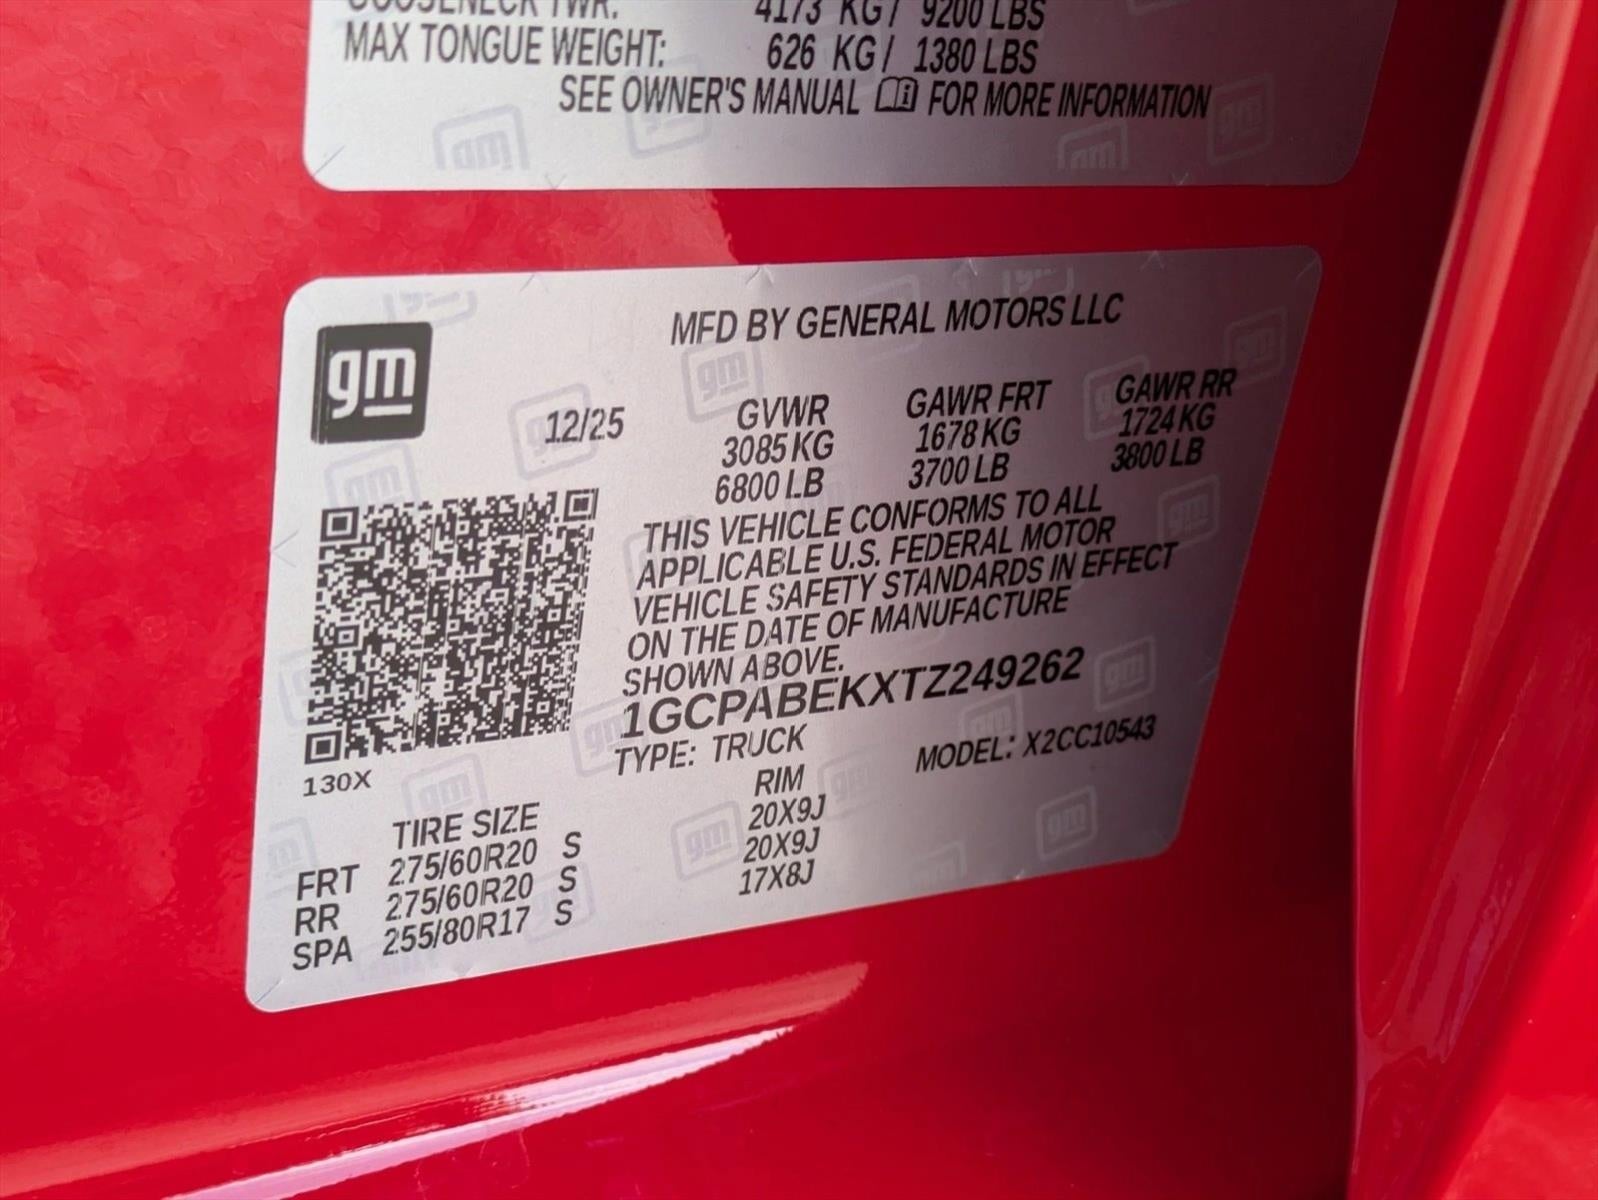 GOOSENECK TWR: 4173 KG / 9200 LBS
MAX TONGUE WEIGHT: 626 KG / 1380 LBS
SEE OWNER'S MANUAL FOR MORE INFORMATION
gm
MFD BY GENERAL MOTORS LLC
12/25
GVWR GAWR FRT GAWR RR
3085 KG 1678 KG 1724 KG
6800 LB 3700 LB 3800 LB
THIS VEHICLE CONFORMS TO ALL
APPLICABLE U.S. FEDERAL MOTOR
VEHICLE SAFETY STANDARDS IN EFFECT
ON THE DATE OF MANUFACTURE
SHOWN ABOVE.
1GCPABEKXTZ249262
TYPE: TRUCK MODEL: X2CC10543
130X
TIRE SIZE RIM
FRT 275/60R20 S 20X9J
RR 275/60R20 S 20X9J
SPA 255/80R17 S 17X8J